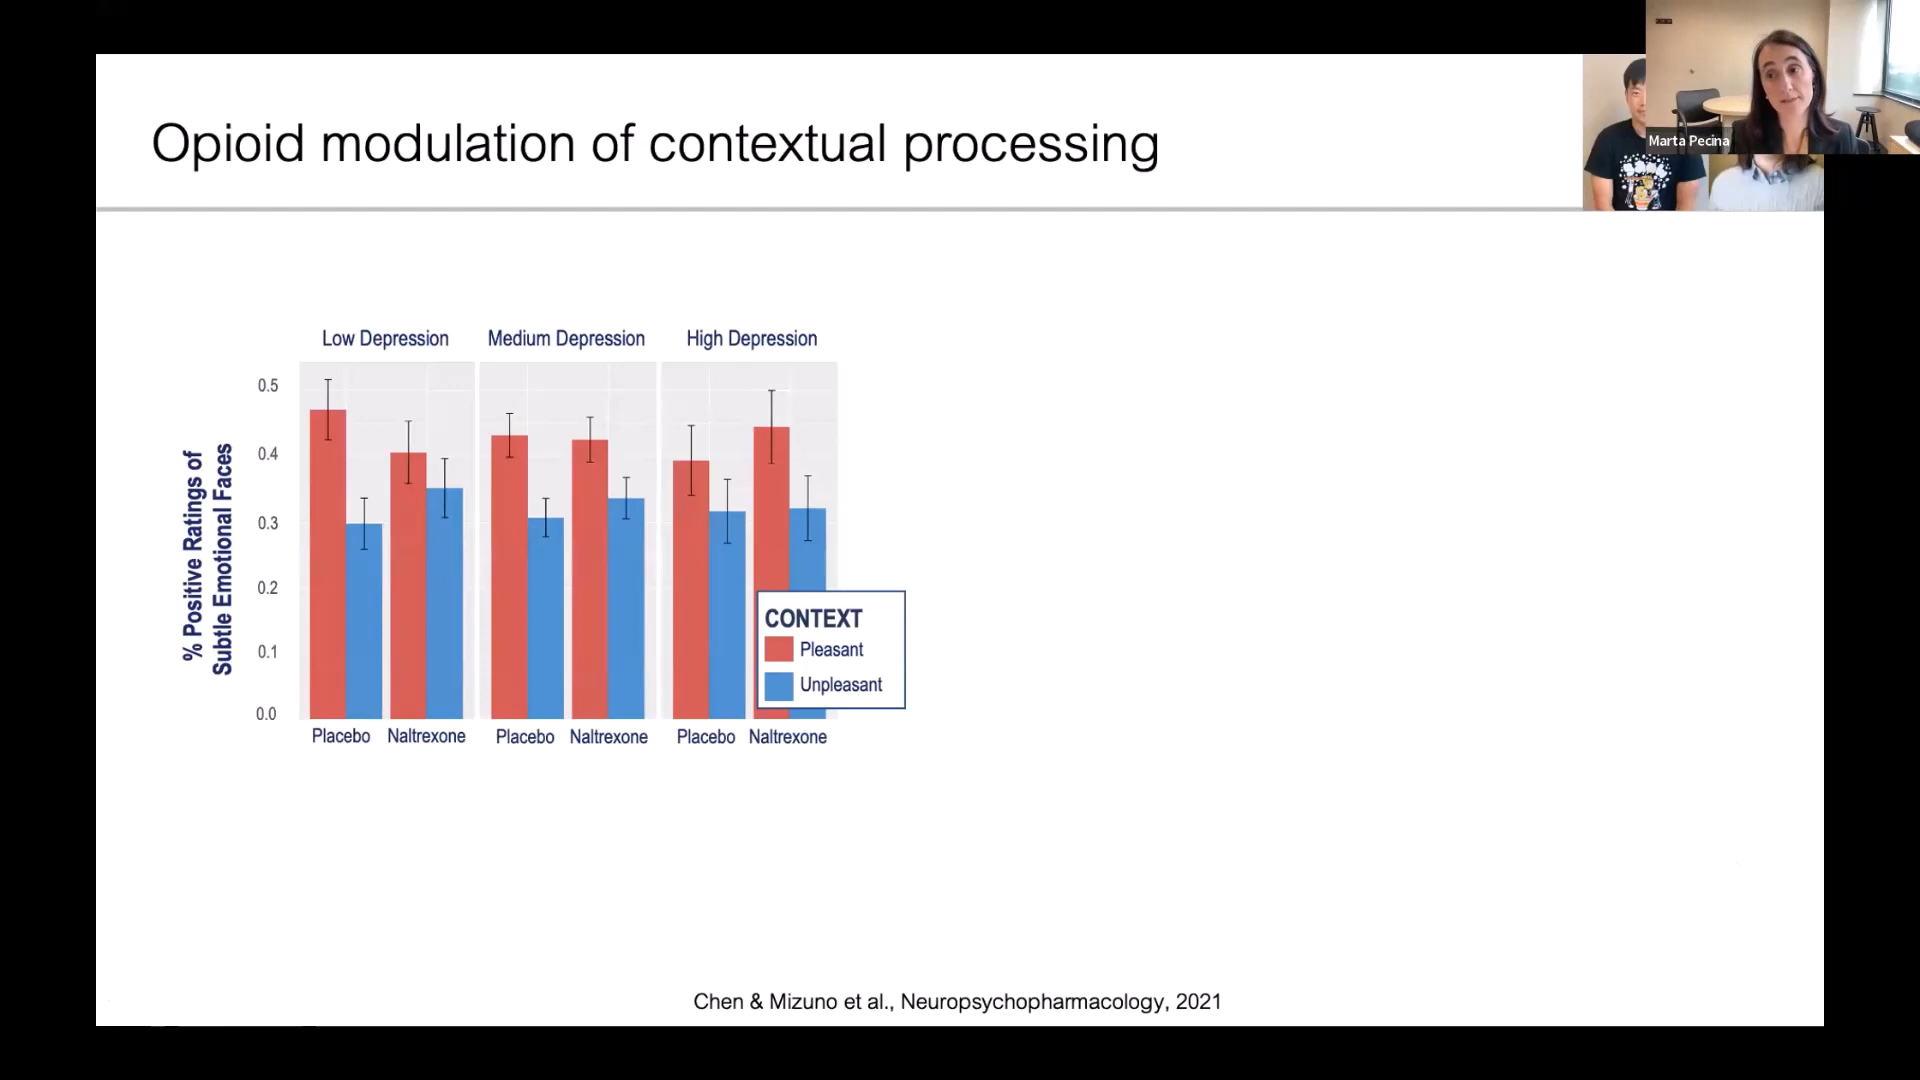 Opioid modulation of contextual processing
Marta Pecina
Low Depression
Medium Depression
High Depression
% Positive Ratings of
Subtle Emotional Faces
0.5
0.4
0.3
0.2
0.1
0.0
CONTEXT
Pleasant
Unpleasant
Placebo
Naltrexone
Placebo
Naltrexone
Placebo
Naltrexone
Chen & Mizuno et al., Neuropsychopharmacology, 2021